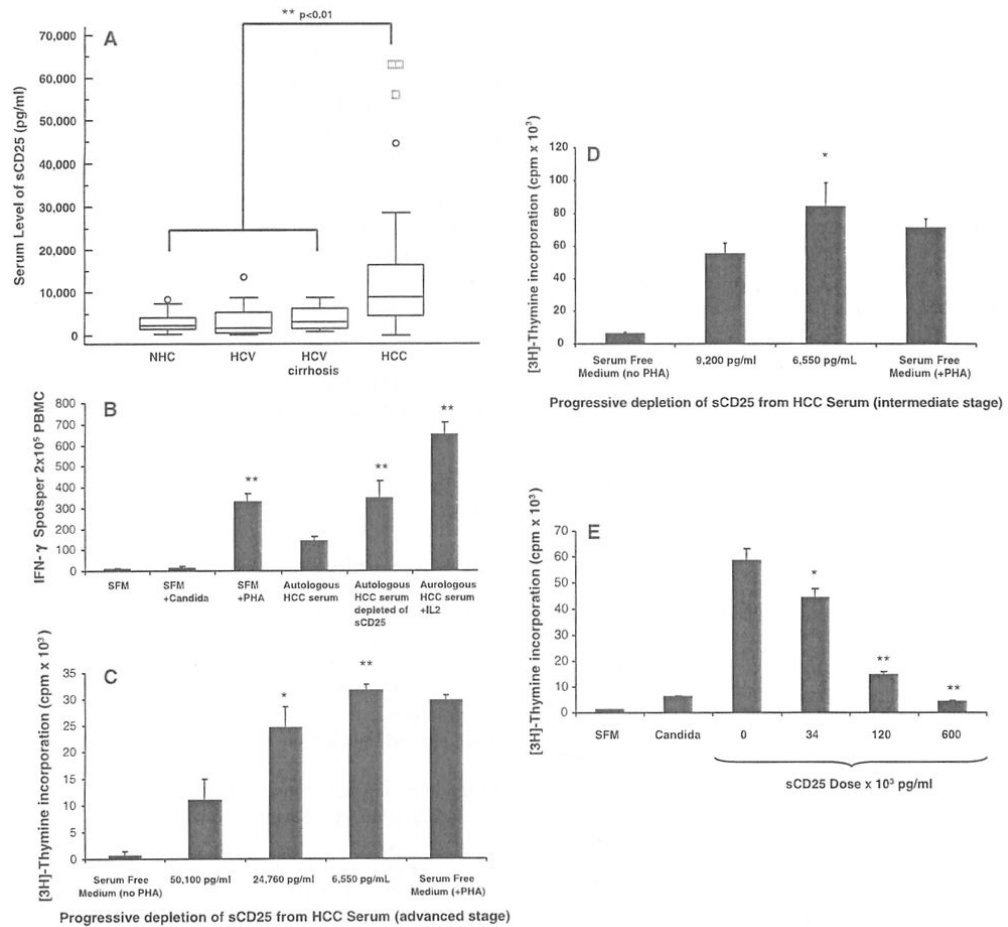 A
** p<0.01
Serum Level of sCD25 (pg/ml)
70,000
60,000
50,000
40,000
30,000
20,000
10,000
0
NHC
HCV
HCV
cirrhosis
HCC
B
IFN- γ Spotsper 2x10⁵ PBMC
800
700
600
500
400
300
200
100
0
**
**
**
SFM
SFM
+Candida
SFM
+PHA
Autologous
HCC serum
Autologous
HCC serum
depleted of
sCD25
Aurologous
HCC serum
+IL2
C
[3H]-Thymine incorporation (cpm x 10³)
35
30
25
20
15
10
5
0
*
**
Serum Free
Medium (no PHA)
50,100 pg/ml
24,760 pg/ml
6,550 pg/mL
Serum Free
Medium (+PHA)
Progressive depletion of sCD25 from HCC Serum (advanced stage)
D
[3H]-Thymine incorporation (cpm x 10³)
120
100
80
60
40
20
0
*
Serum Free
Medium (no PHA)
9,200 pg/ml
6,550 pg/mL
Serum Free
Medium (+PHA)
Progressive depletion of sCD25 from HCC Serum (intermediate stage)
E
[3H]-Thymine incorporation (cpm x 10³)
70
60
50
40
30
20
10
0
*
**
**
SFM
Candida
0
34
120
600
sCD25 Dose x 10³ pg/ml